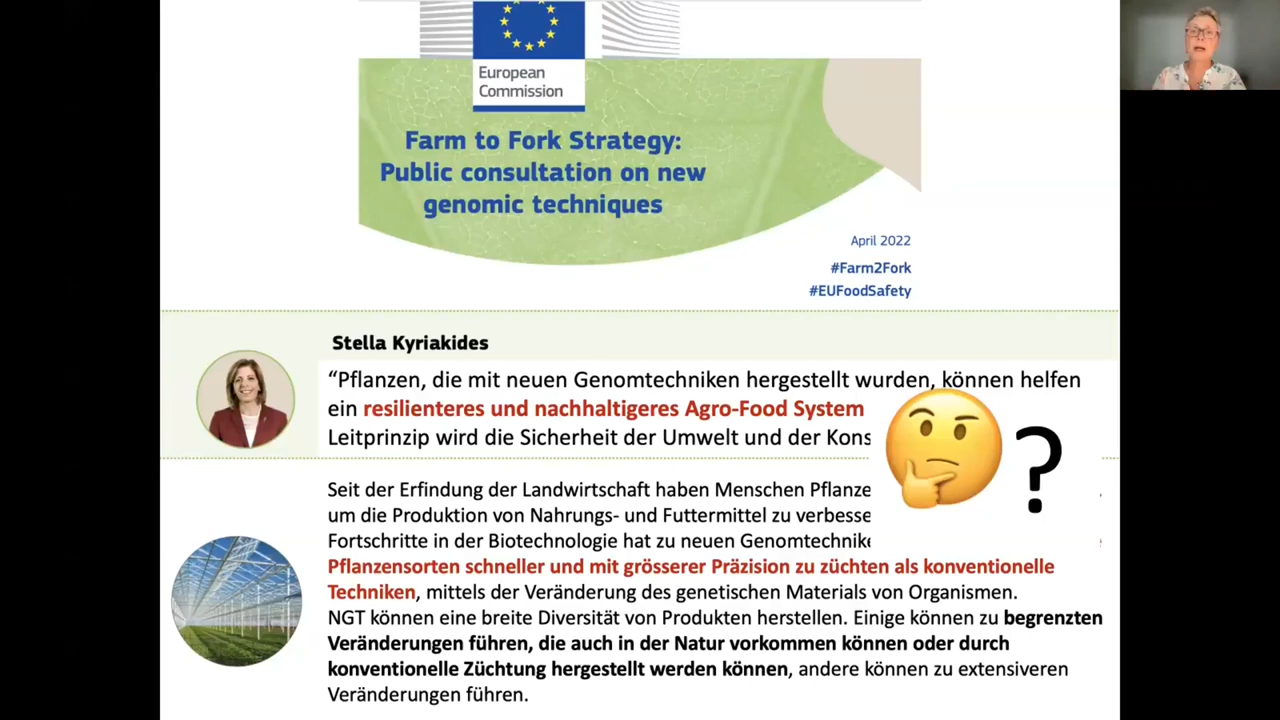 European
Commission
Farm to Fork Strategy:
Public consultation on new
genomic techniques
April 2022
#Farm2Fork
#EUFoodSafety
Stella Kyriakides
“Pflanzen, die mit neuen Genomtechniken hergestellt wurden, können helfen
ein resilienteres und nachhaltigeres Agro-Food System
Leitprinzip wird die Sicherheit der Umwelt und der Kons
?
Seit der Erfindung der Landwirtschaft haben Menschen Pflanze
um die Produktion von Nahrungs- und Futtermittel zu verbesse
Fortschritte in der Biotechnologie hat zu neuen Genomtechnike
Pflanzensorten schneller und mit grösserer Präzision zu züchten als konventionelle
Techniken, mittels der Veränderung des genetischen Materials von Organismen.
NGT können eine breite Diversität von Produkten herstellen. Einige können zu begrenzten
Veränderungen führen, die auch in der Natur vorkommen können oder durch
konventionelle Züchtung hergestellt werden können, andere können zu extensiveren
Veränderungen führen.